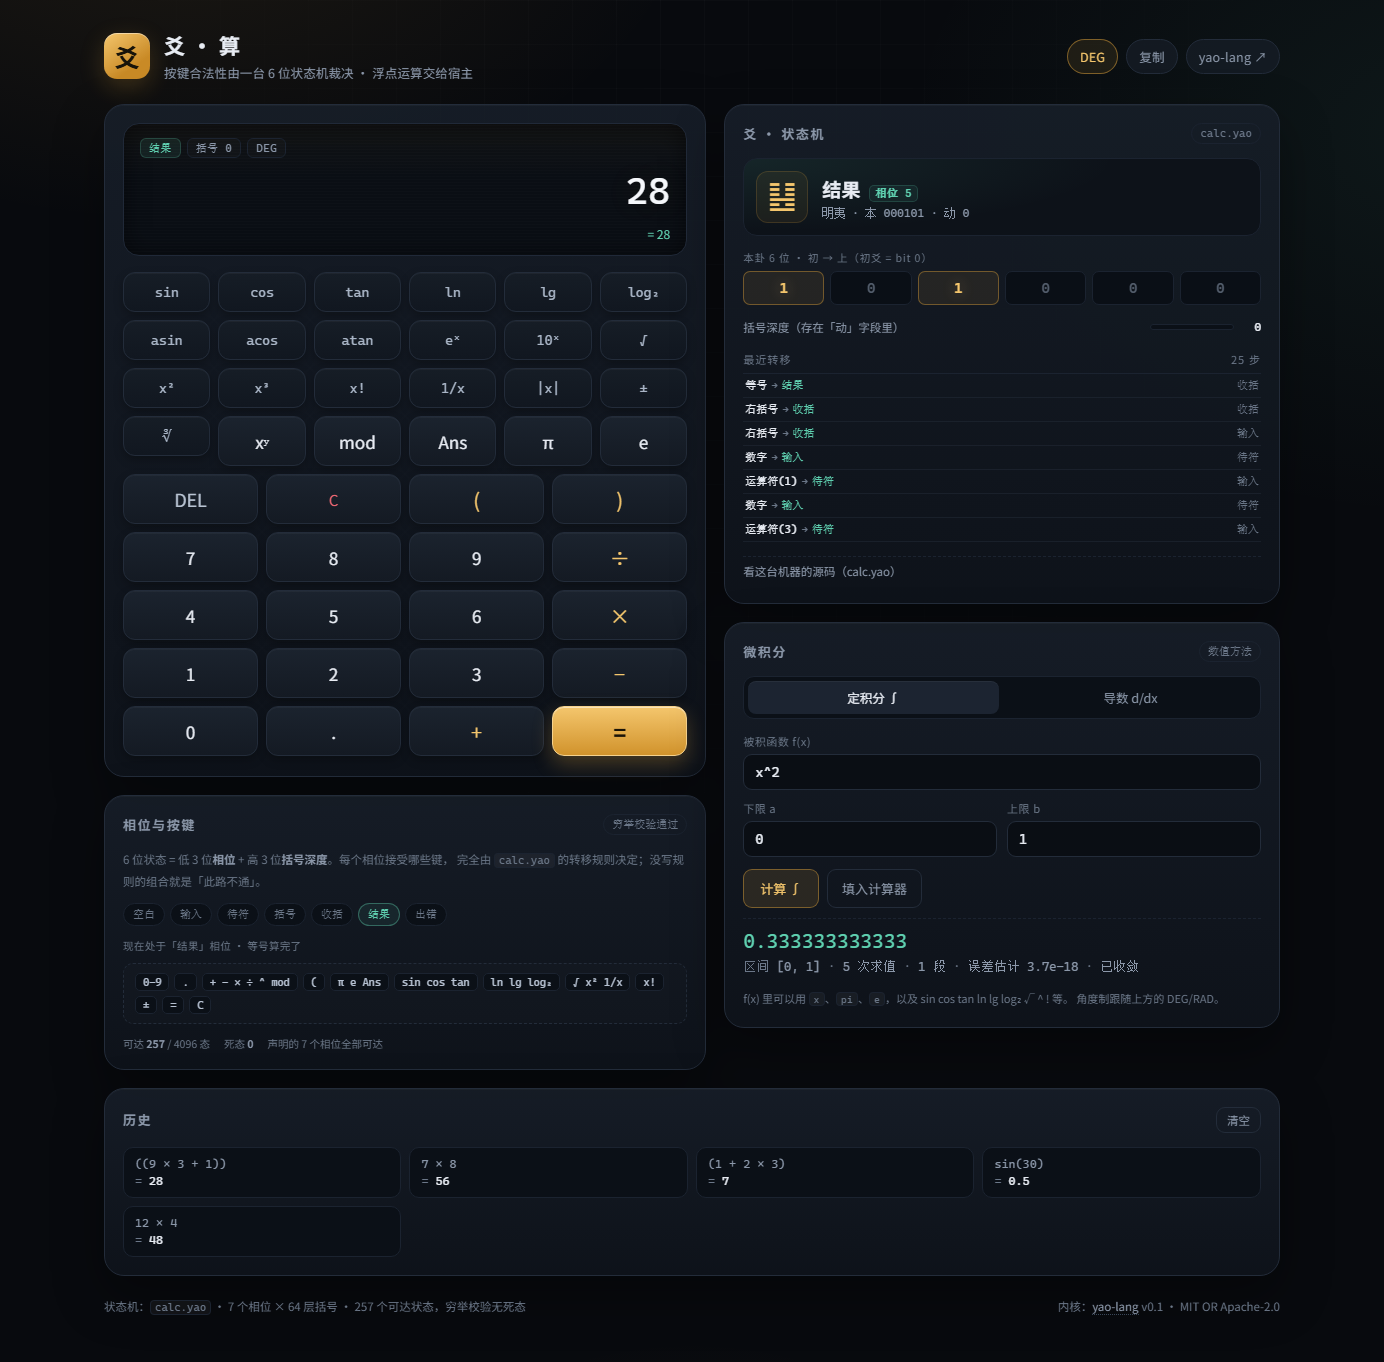 爻
爻 · 算
按键合法性由一台 6 位状态机裁决 · 浮点运算交给宿主
DEG
复制
yao-lang ↗
结果
括号 0
DEG
28
= 28
sin cos tan ln lg log₂
asin acos atan eˣ 10ˣ √
x² x³ x! 1/x |x| ±
∛ xʸ mod Ans π e
DEL C ( )
7 8 9 ÷
4 5 6 ×
1 2 3 −
0 . + =
相位与按键
穷举校验通过
6 位状态 = 低 3 位相位 + 高 3 位括号深度。每个相位接受哪些键， 完全由 calc.yao 的转移规则决定；没写规
则的组合就是「此路不通」。
空白 输入 待符 括号 收括 结果 出错
现在处于「结果」相位 · 等号算完了
0–9 . + − × ÷ ^ mod ( π e Ans sin cos tan ln lg log₂ √ x² 1/x x!
± = C
可达 257 / 4096 态 死态 0 声明的 7 个相位全部可达
爻 · 状态机
calc.yao
䷣
结果 相位 5
明夷 · 本 000101 · 动 0
本卦 6 位 · 初 → 上（初爻 = bit 0）
1 0 1 0 0 0
括号深度（存在「动」字段里）
0
最近转移
25 步
等号 → 结果 收括
右括号 → 收括 收括
右括号 → 收括 输入
数字 → 输入 待符
运算符(1) → 待符 输入
数字 → 输入 待符
运算符(3) → 待符 输入
看这台机器的源码（calc.yao）
微积分
数值方法
定积分 ∫
导数 d/dx
被积函数 f(x)
x^2
下限 a
上限 b
0
1
计算 ∫
填入计算器
0.333333333333
区间 [0, 1] · 5 次求值 · 1 段 · 误差估计 3.7e−18 · 已收敛
f(x) 里可以用 x、pi、e，以及 sin cos tan ln lg log₂ √ ^ ! 等。 角度制跟随上方的 DEG/RAD。
历史
清空
((9 × 3 + 1))
= 28
7 × 8
= 56
(1 + 2 × 3)
= 7
sin(30)
= 0.5
12 × 4
= 48
状态机：calc.yao · 7 个相位 × 64 层括号 · 257 个可达状态，穷举校验无死态
内核：yao-lang v0.1 · MIT OR Apache-2.0